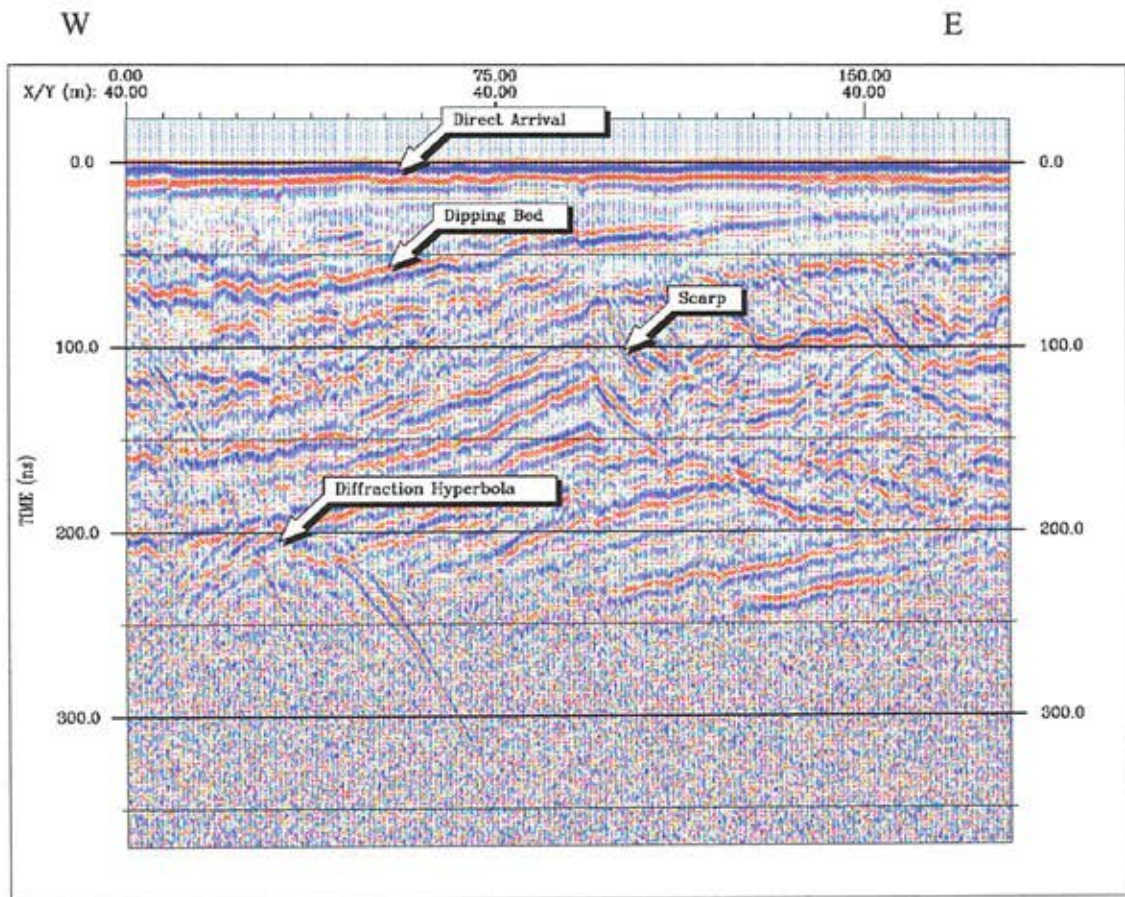 W E
0.00 75.00 150.00
X/Y (m): 40.00 40.00 40.00
Direct Arrival
0.0 0.0
Dipping Bed
Scarp
100.0 100.0
TIME (ns)
Diffraction Hyperbola
200.0 200.0
300.0 300.0